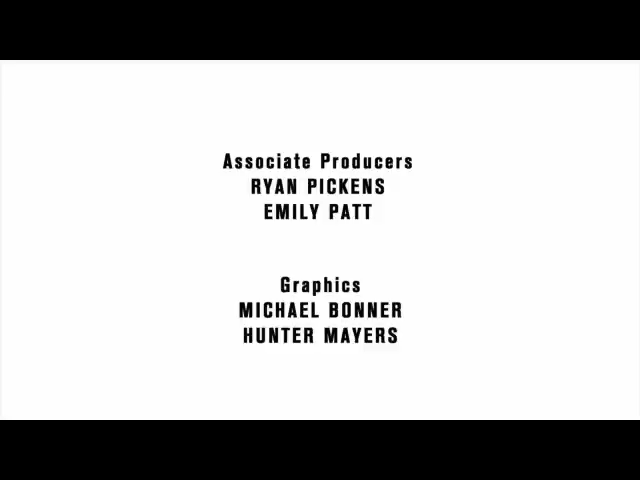 Associate Producers
RYAN PICKENS
EMILY PATT
Graphics
MICHAEL BONNER
HUNTER MAYERS